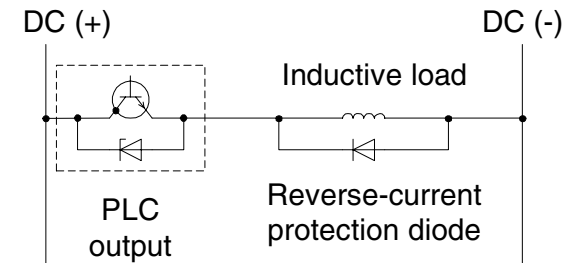 DC (+)
DC (-)
Inductive load
PLC
output
Reverse-current
protection diode